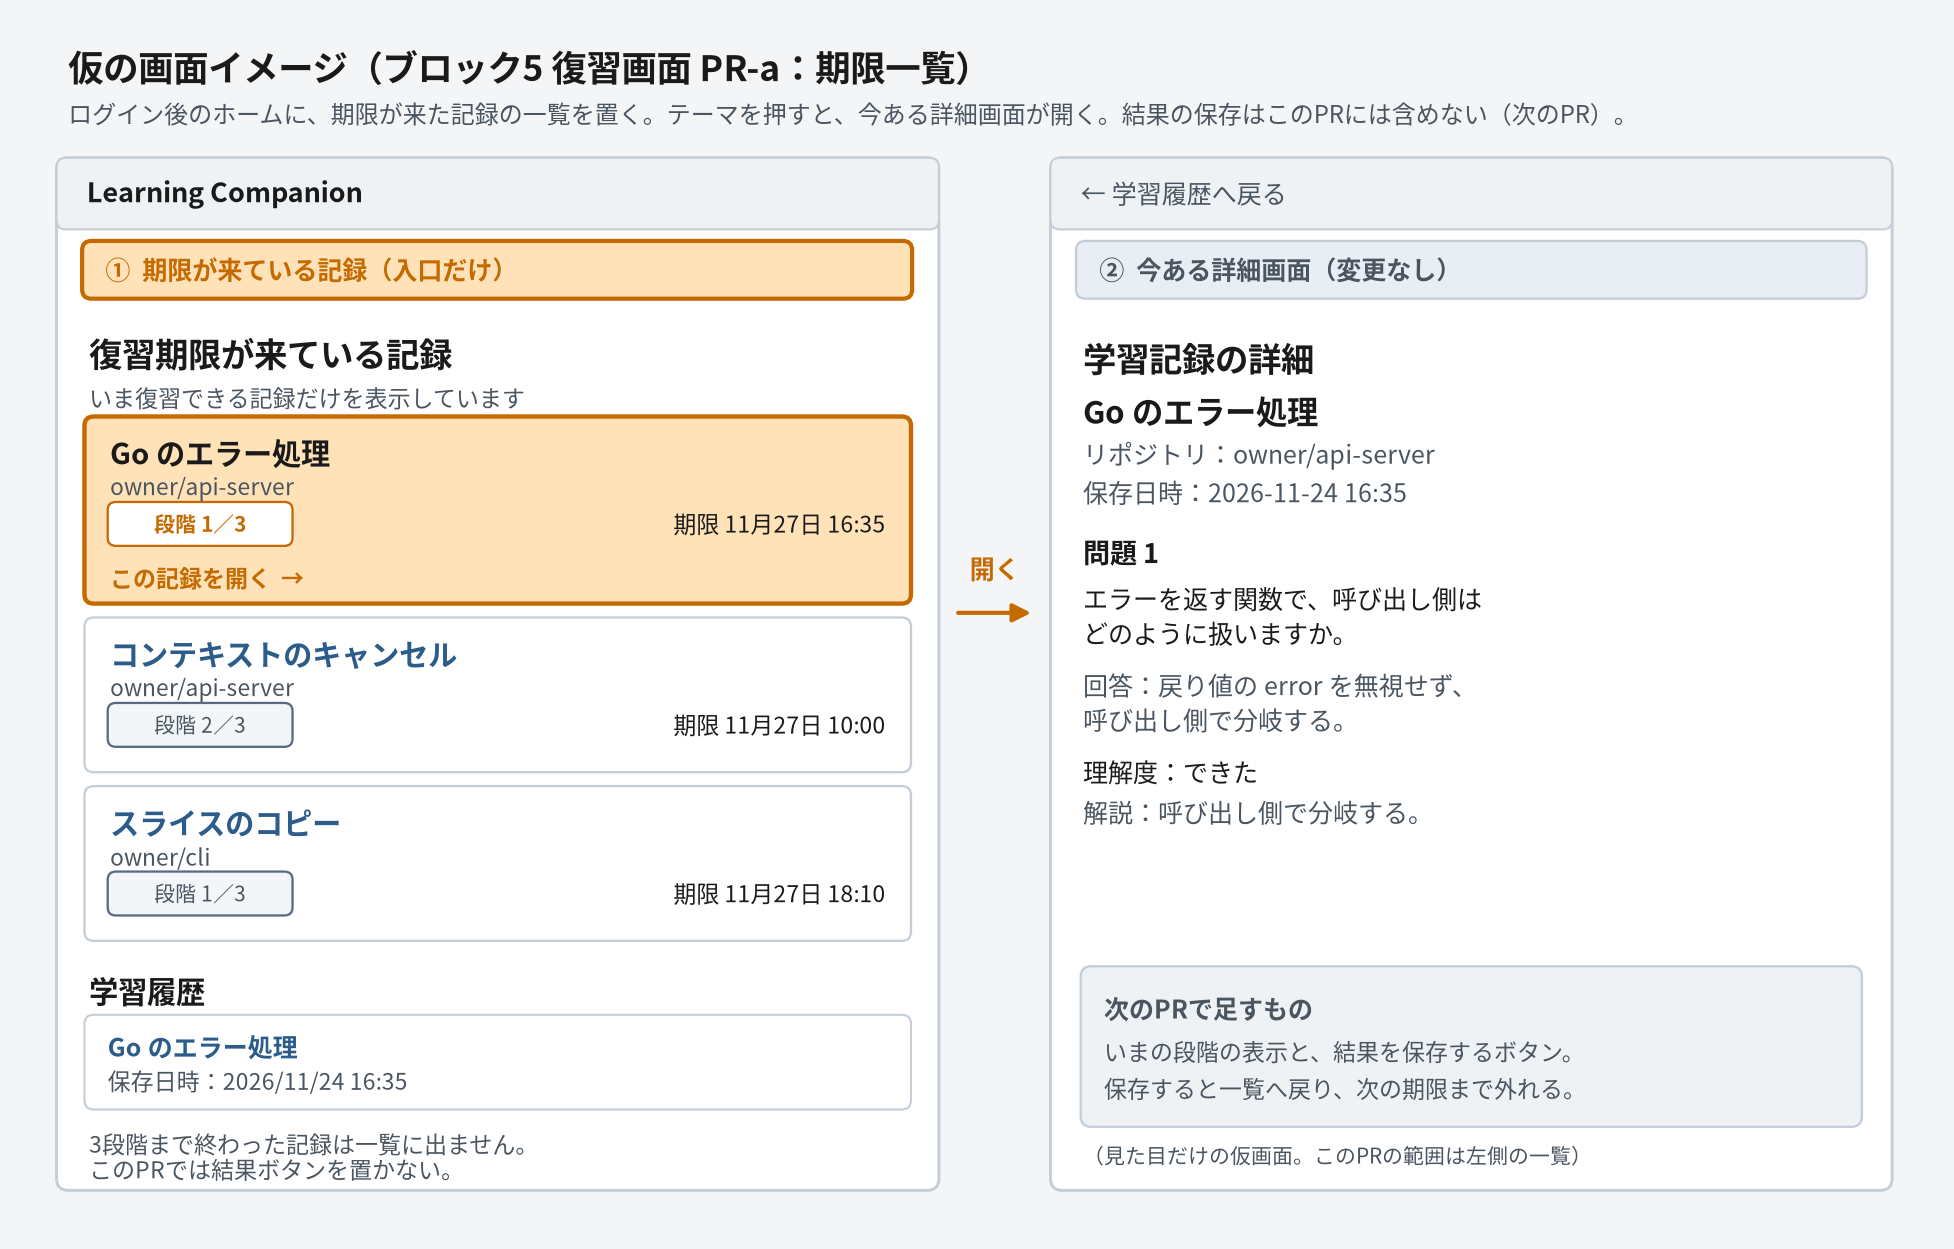 仮の画面イメージ（ブロック5 復習画面 PR-a：期限一覧）
ログイン後のホームに、期限が来た記録の一覧を置く。テーマを押すと、今ある詳細画面が開く。結果の保存はこのPRには含めない（次のPR）。
Learning Companion
① 期限が来ている記録（入口だけ）
復習期限が来ている記録
いま復習できる記録だけを表示しています
Go のエラー処理
owner/api-server
段階 1／3
期限 11月27日 16:35
この記録を開く →
コンテキストのキャンセル
owner/api-server
段階 2／3
期限 11月27日 10:00
スライスのコピー
owner/cli
段階 1／3
期限 11月27日 18:10
学習履歴
Go のエラー処理
保存日時：2026/11/24 16:35
3段階まで終わった記録は一覧に出ません。
このPRでは結果ボタンを置かない。
開く
← 学習履歴へ戻る
② 今ある詳細画面（変更なし）
学習記録の詳細
Go のエラー処理
リポジトリ：owner/api-server
保存日時：2026-11-24 16:35
問題 1
エラーを返す関数で、呼び出し側は
どのように扱いますか。
回答：戻り値の error を無視せず、
呼び出し側で分岐する。
理解度：できた
解説：呼び出し側で分岐する。
次のPRで足すもの
いまの段階の表示と、結果を保存するボタン。
保存すると一覧へ戻り、次の期限まで外れる。
（見た目だけの仮画面。このPRの範囲は左側の一覧）